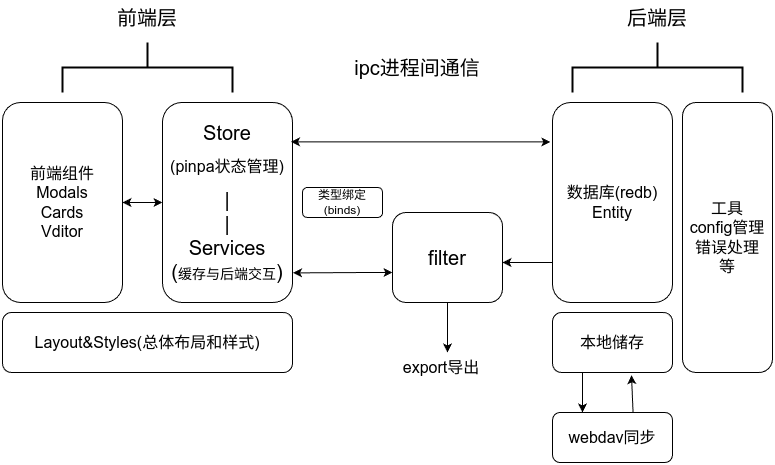 前端层
后端层
ipc进程间通信
前端组件
Modals
Cards
Vditor
Store
(pinpa状态管理)
|
|
Services
(缓存与后端交互)
类型绑定
(binds)
filter
export导出
数据库(redb)
Entity
工具
config管理
错误处理
等
Layout&Styles(总体布局和样式)
本地储存
webdav同步